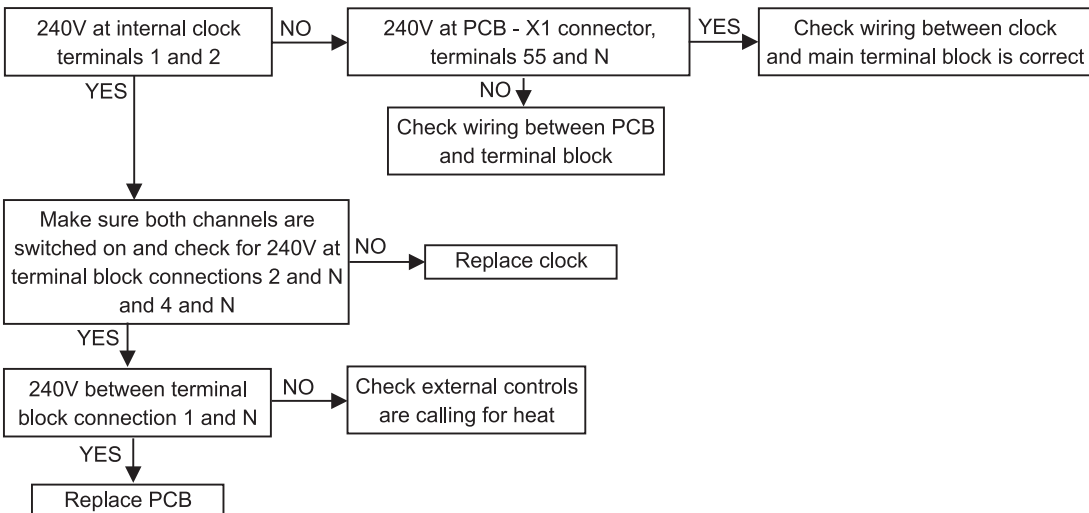 240V at internal clock
terminals 1 and 2
NO
240V at PCB - X1 connector,
terminals 55 and N
YES
Check wiring between clock
and main terminal block is correct
YES
NO
Check wiring between PCB
and terminal block
Make sure both channels are
switched on and check for 240V at
terminal block connections 2 and N
and 4 and N
NO
Replace clock
YES
240V between terminal
block connection 1 and N
NO
Check external controls
are calling for heat
YES
Replace PCB